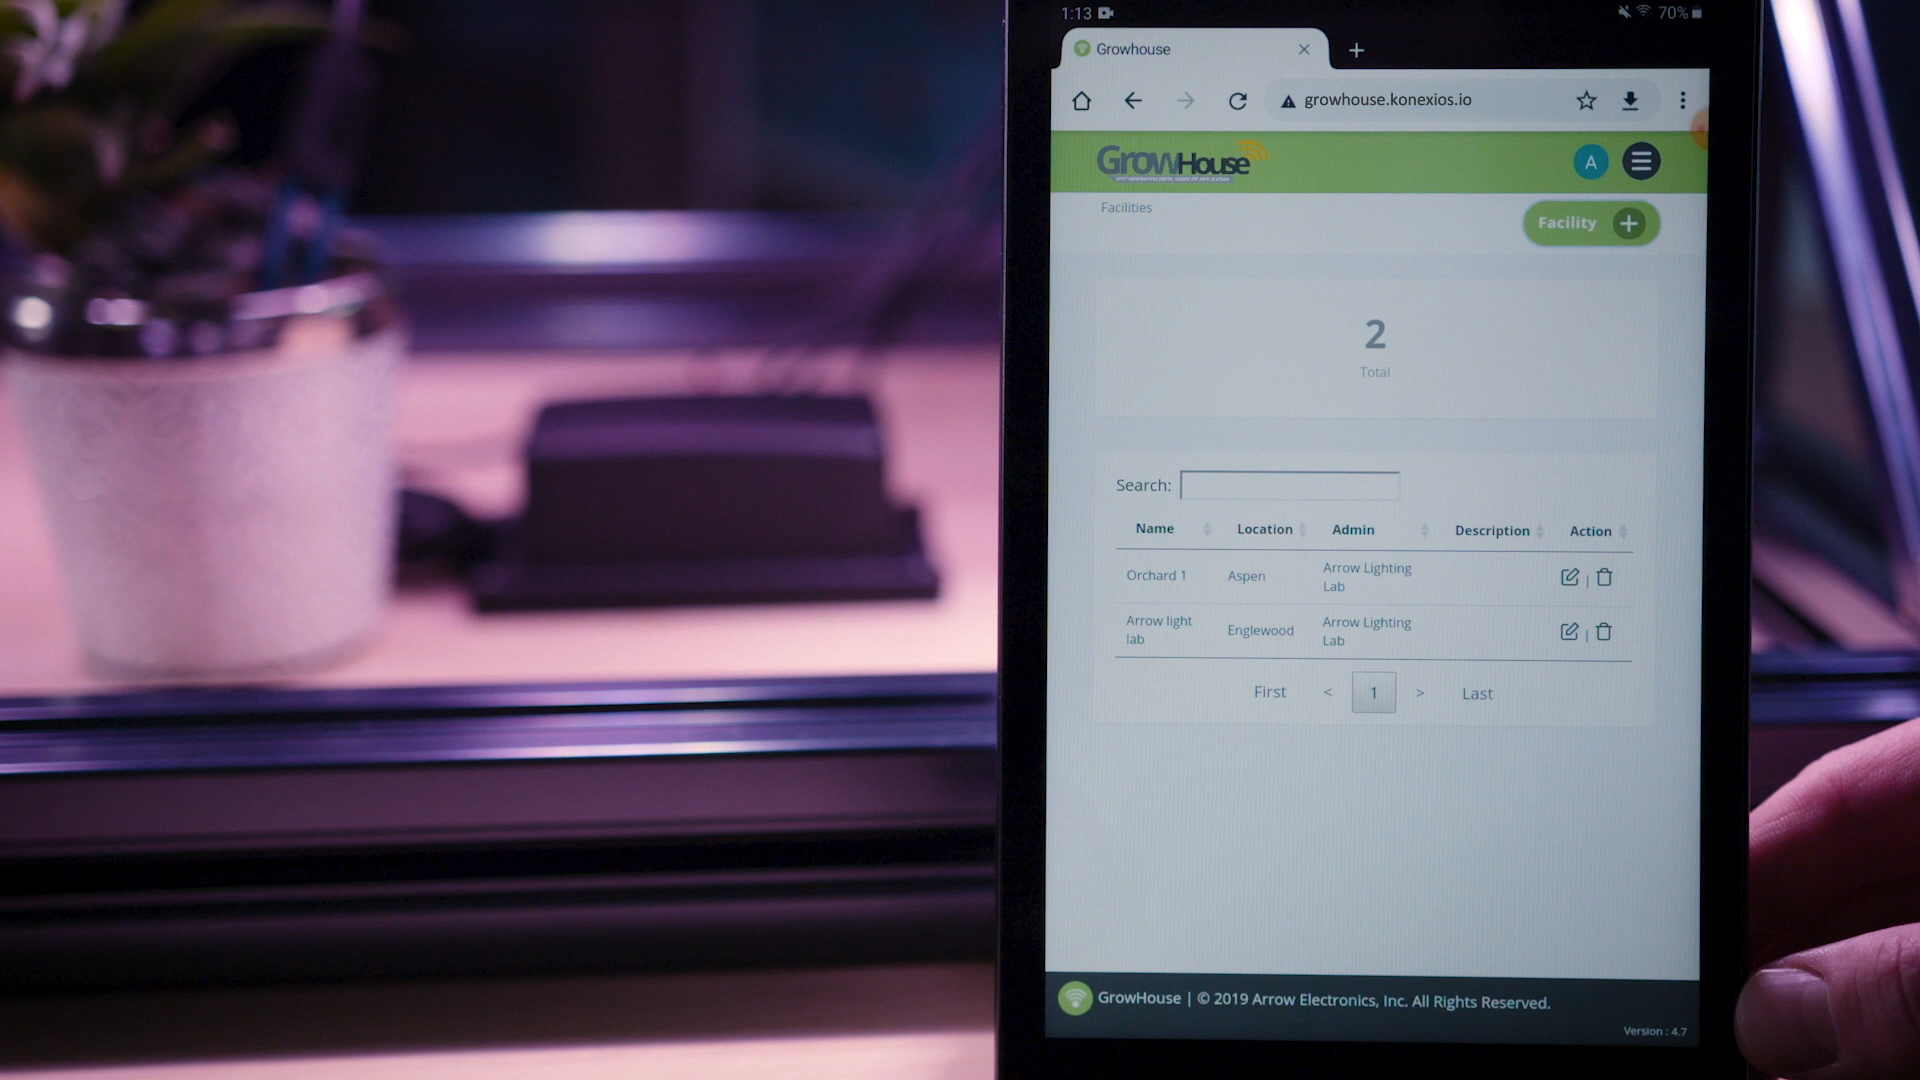 1:13
70%
Growhouse
growhouse.konexios.io
GrowHouse
A
Facilities
Facility
2
Total
Search:
Name Location Admin Description Action
Orchard 1 Aspen Arrow Lighting
Lab
Arrow light Englewood Arrow Lighting
lab Lab
First < 1 > Last
GrowHouse | © 2019 Arrow Electronics, Inc. All Rights Reserved.
Version : 4.7